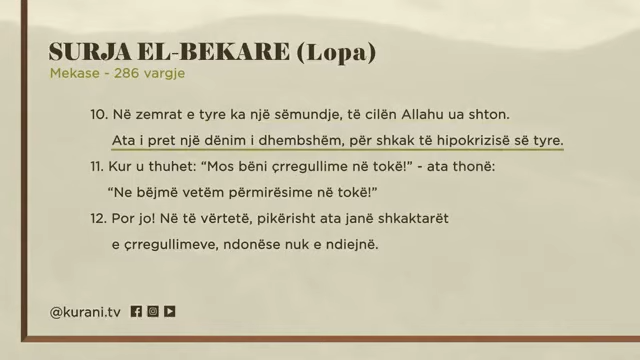 SURJA EL-BEKARE (Lopa)
Mekase - 286 vargje
10. Në zemrat e tyre ka një sëmundje, të cilën Allahu ua shton.
Ata i pret një dënim i dhembshëm, për shkak të hipokrizisë së tyre.
11. Kur u thuhet: “Mos bëni çrregullime në tokë!” - ata thonë:
“Ne bëjmë vetëm përmirësime në tokë!”
12. Por jo! Në të vërtetë, pikërisht ata janë shkaktarët
e çrregullimeve, ndonëse nuk e ndiejnë.
@kurani.tv